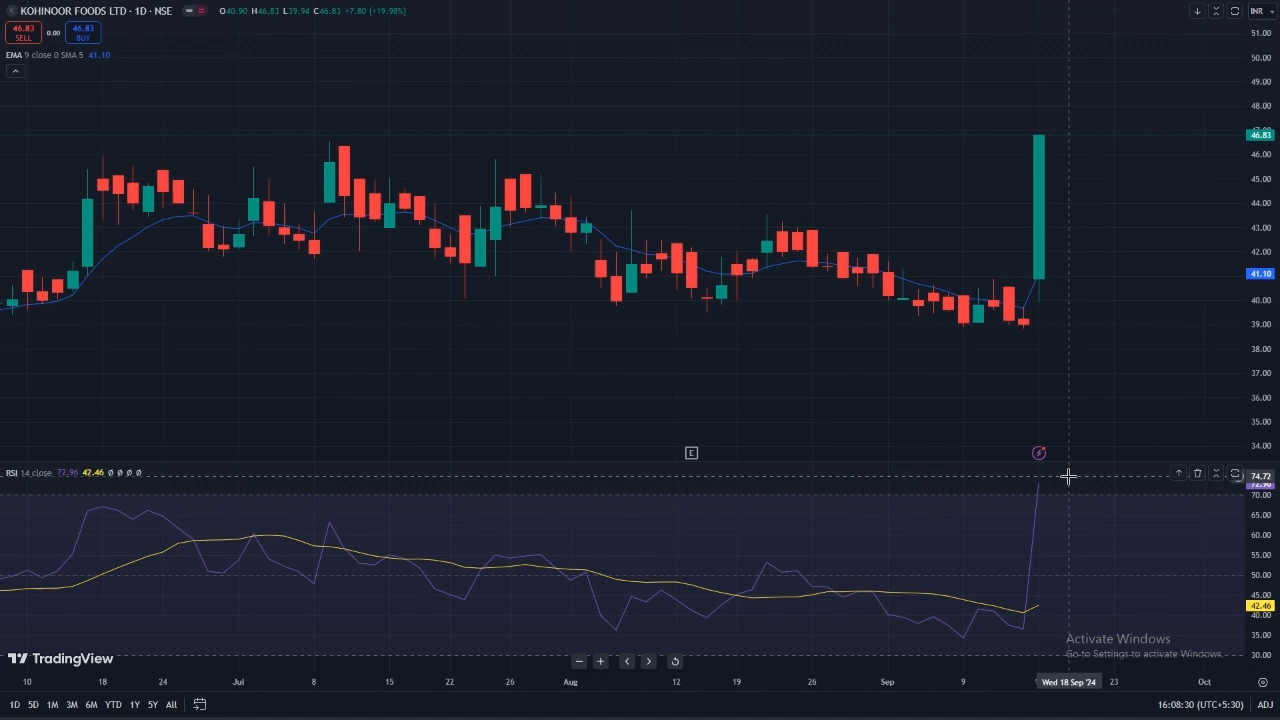 KOHINOOR FOODS LTD · 1D · NSE O40.90 H46.83 L39.94 C46.83 +7.80 (+19.98%) INR
46.83 SELL 0.00 46.83 BUY
EMA 9 close 0 SMA 5 41.10
51.00
50.00
49.00
48.00
46.83
46.00
45.00
44.00
43.00
42.00
41.10
40.00
39.00
38.00
37.00
36.00
35.00
34.00
E
RSI 14 close 72.96 42.46 ∅ ∅ ∅ ∅
74.72
70.00
65.00
60.00
55.00
50.00
45.00
42.46
40.00
35.00
30.00
Activate Windows
Go to Settings to activate Windows.
TradingView
10 18 24 Jul 8 15 22 26 Aug 12 19 26 Sep 9 Wed 18 Sep '24 23 Oct
1D 5D 1M 3M 6M YTD 1Y 5Y All 16:08:30 (UTC+5:30) ADJ